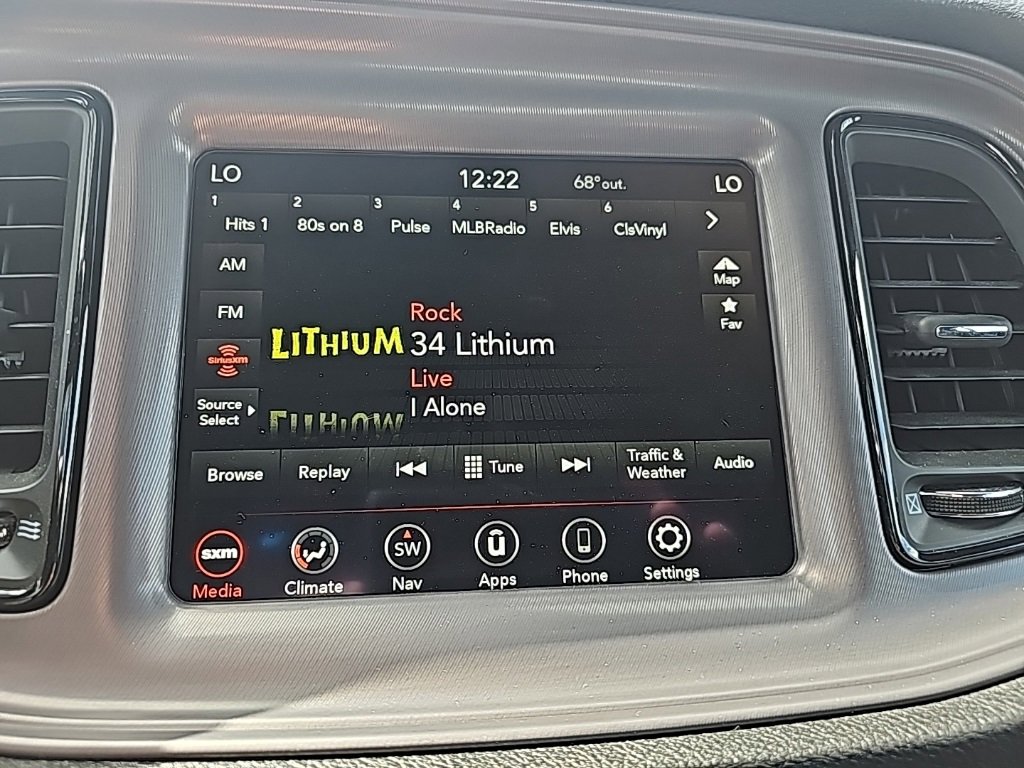 LO 12:22 68°out. LO
1 Hits 1 2 80s on 8 3 Pulse 4 MLBRadio 5 Elvis 6 ClsVinyl
AM
Map
FM
Fav
Rock
LiTHiUM 34 Lithium
SiriusXM
Live
Source
Select
I Alone
Browse Replay Tune Traffic &
Weather Audio
sxm SW u
Media Climate Nav Apps Phone Settings